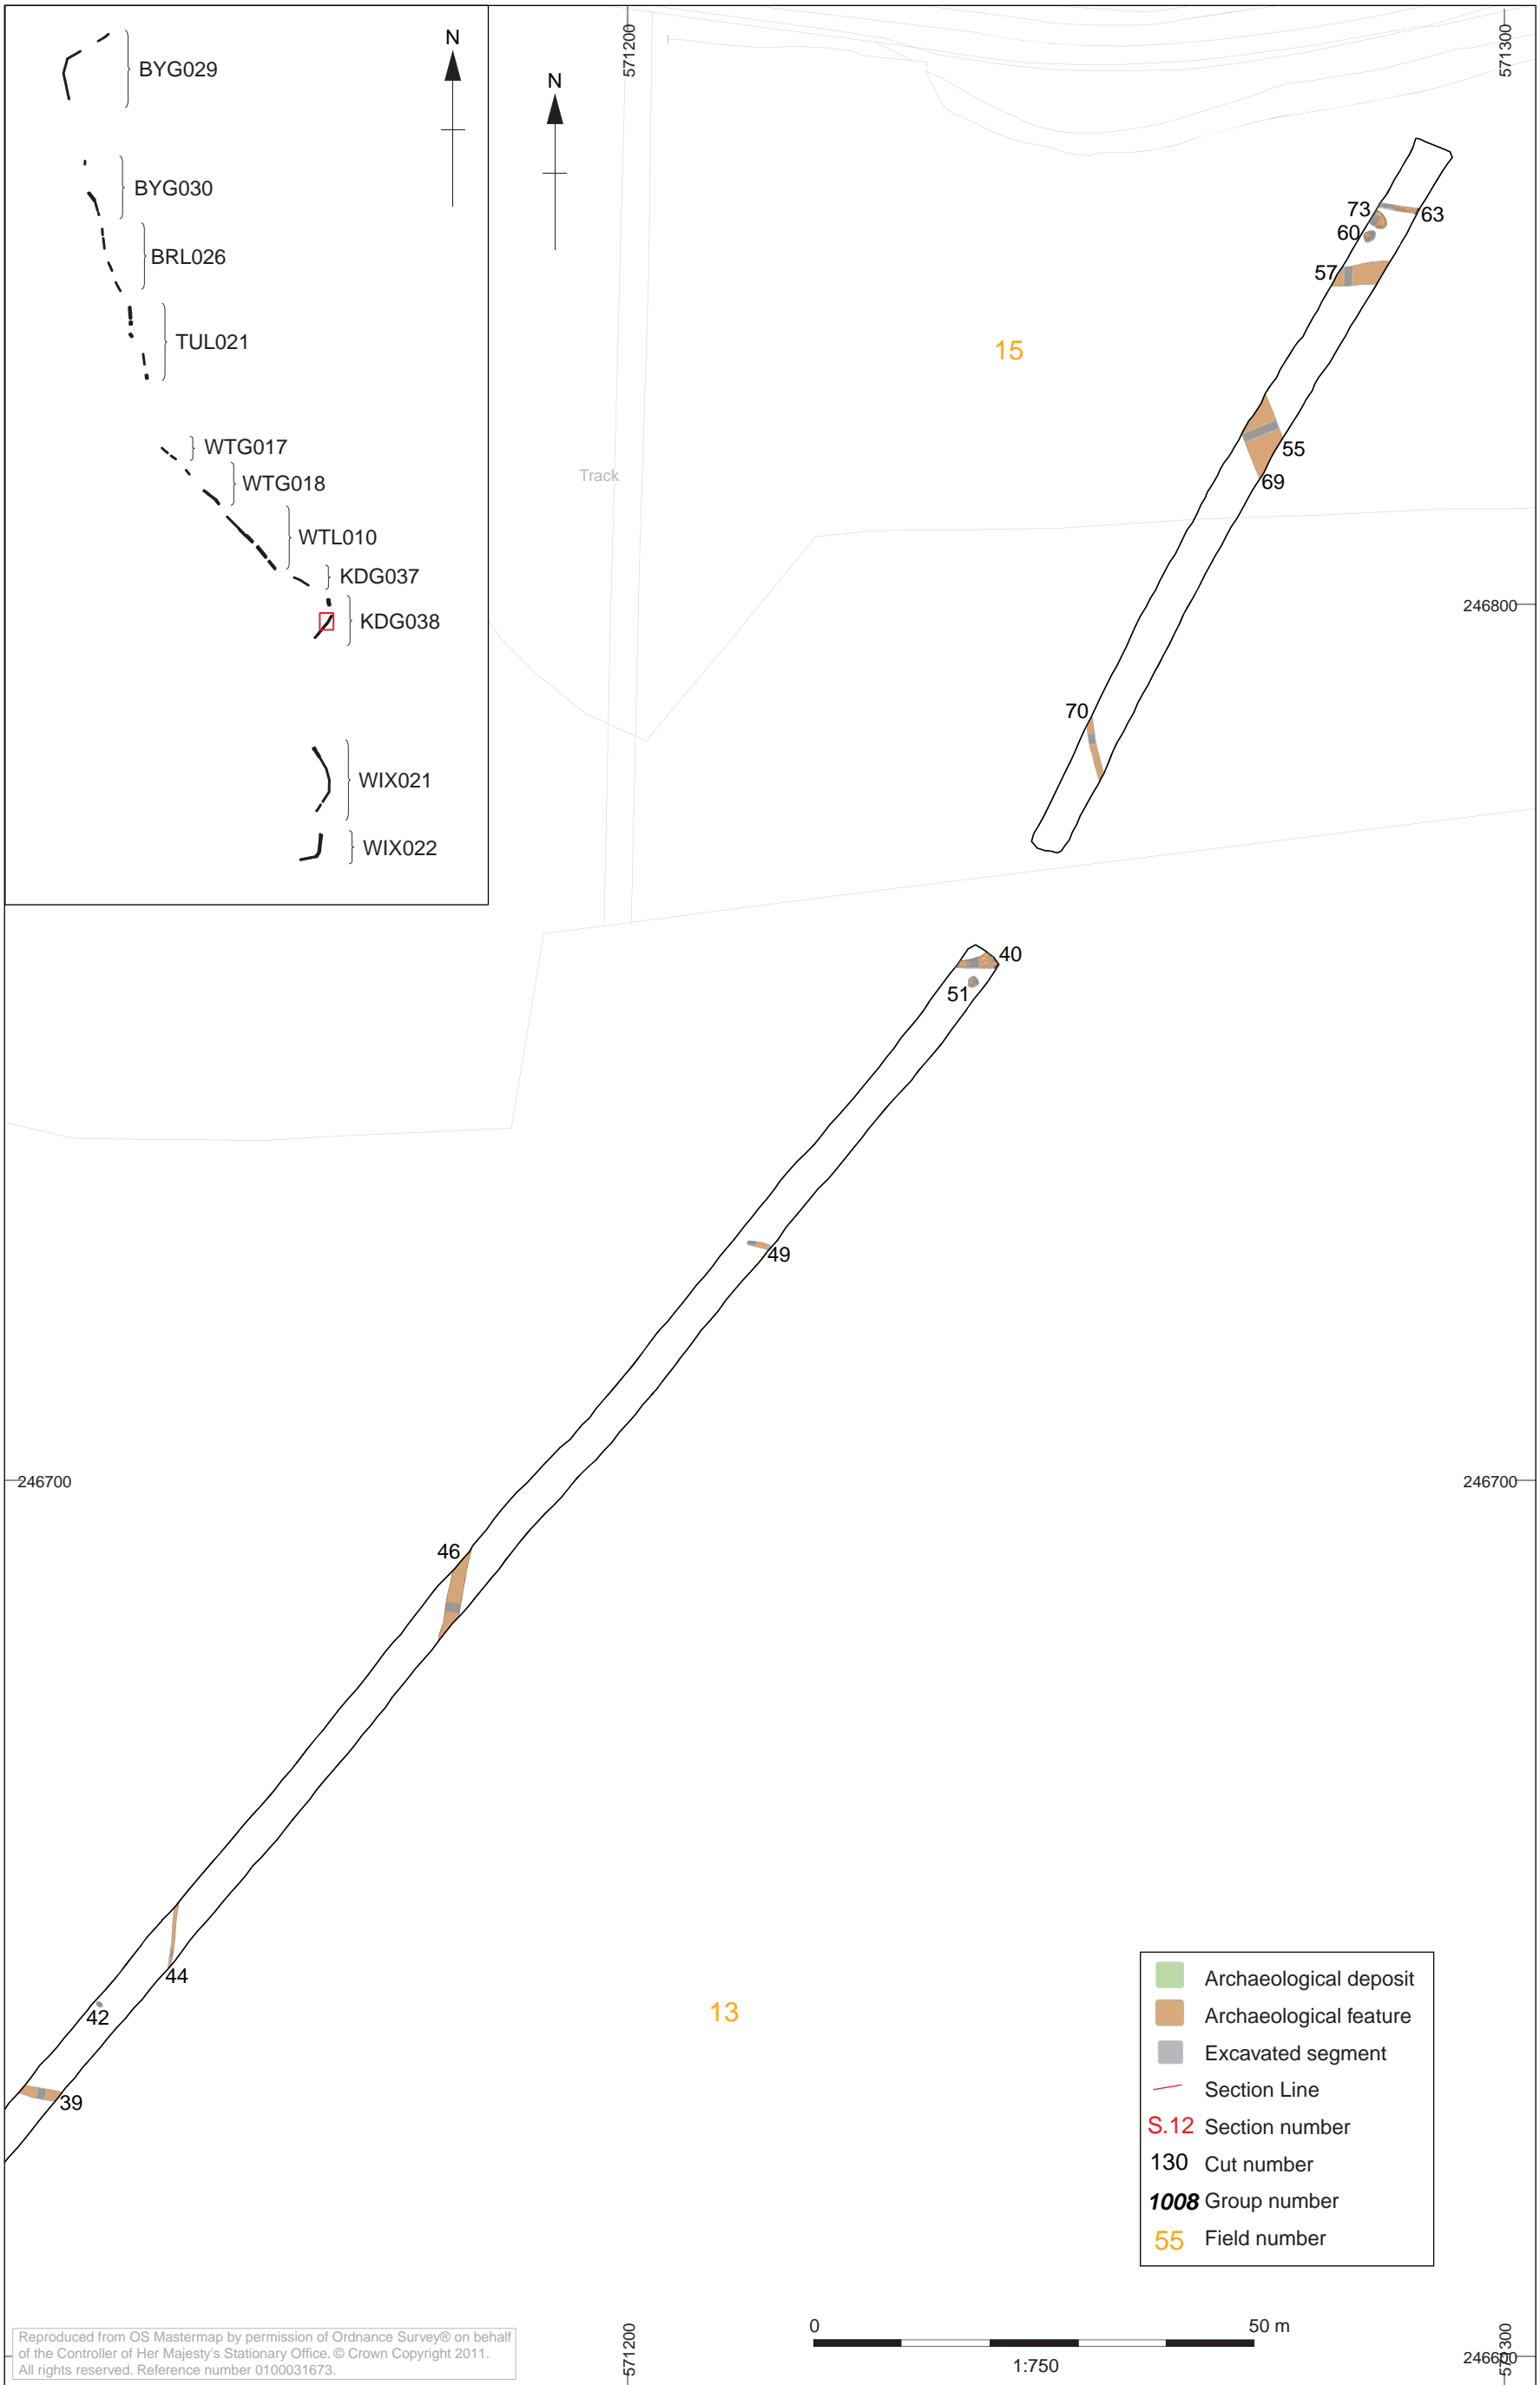 BYG029
BYG030
BRL026
TUL021
WTG017
WTG018
WTL010
KDG037
KDG038
WIX021
WIX022
N
N
571200
571300
73
63
60
57
15
55
69
Track
246800
70
40
51
49
246700
246700
46
44
42
39
13
Archaeological deposit
Archaeological feature
Excavated segment
Section Line
S.12 Section number
130 Cut number
1008 Group number
55 Field number
0 50 m
1:750
571200
571300
246600
Reproduced from OS Mastermap by permission of Ordnance Survey® on behalf
of the Controller of Her Majesty's Stationary Office. © Crown Copyright 2011.
All rights reserved. Reference number 0100031673.